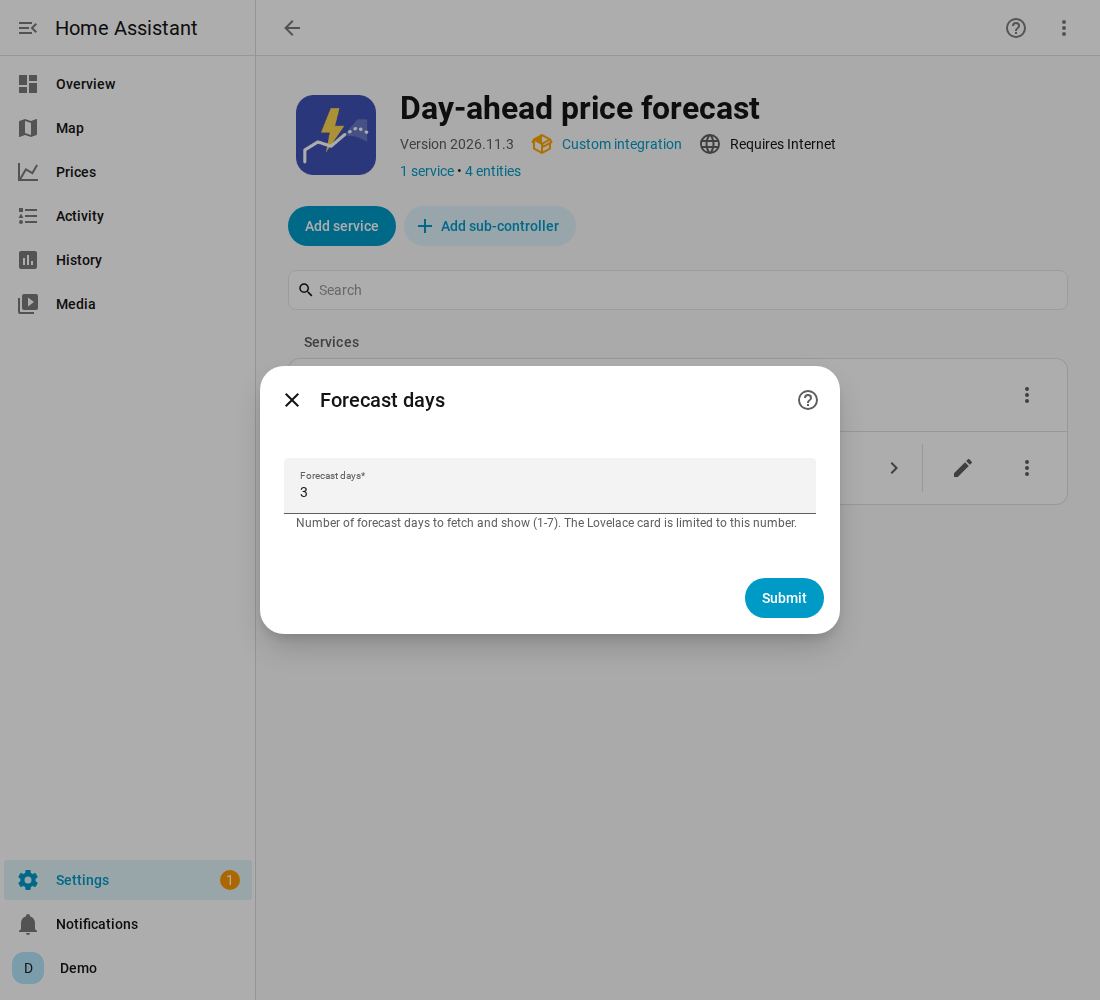 Home Assistant
Overview
Map
Prices
Activity
History
Media
Settings
1
Notifications
D
Demo
Day-ahead price forecast
Version 2026.11.3 Custom integration Requires Internet
1 service • 4 entities
Add service
Add sub-controller
Search
Services
Forecast days
Forecast days*
3
Number of forecast days to fetch and show (1-7). The Lovelace card is limited to this number.
Submit